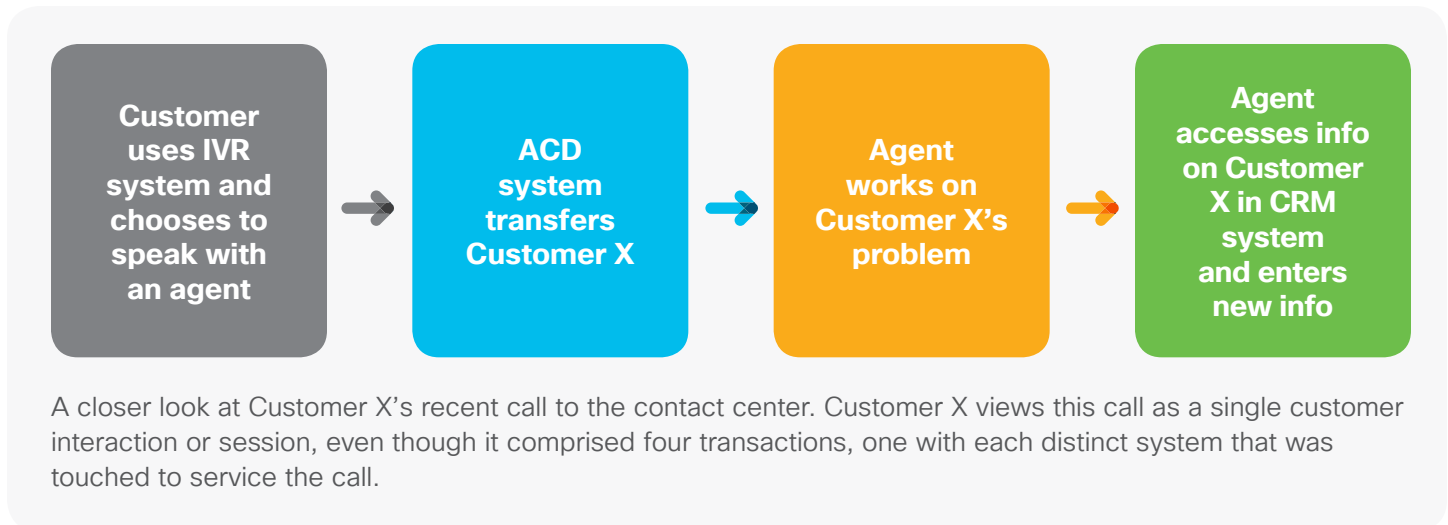 Customer
uses IVR
system and
chooses to
speak with
an agent
ACD
system
transfers
Customer X
Agent
works on
Customer X’s
problem
Agent
accesses info
on Customer
X in CRM
system
and enters
new info
A closer look at Customer X’s recent call to the contact center. Customer X views this call as a single customer
interaction or session, even though it comprised four transactions, one with each distinct system that was
touched to service the call.